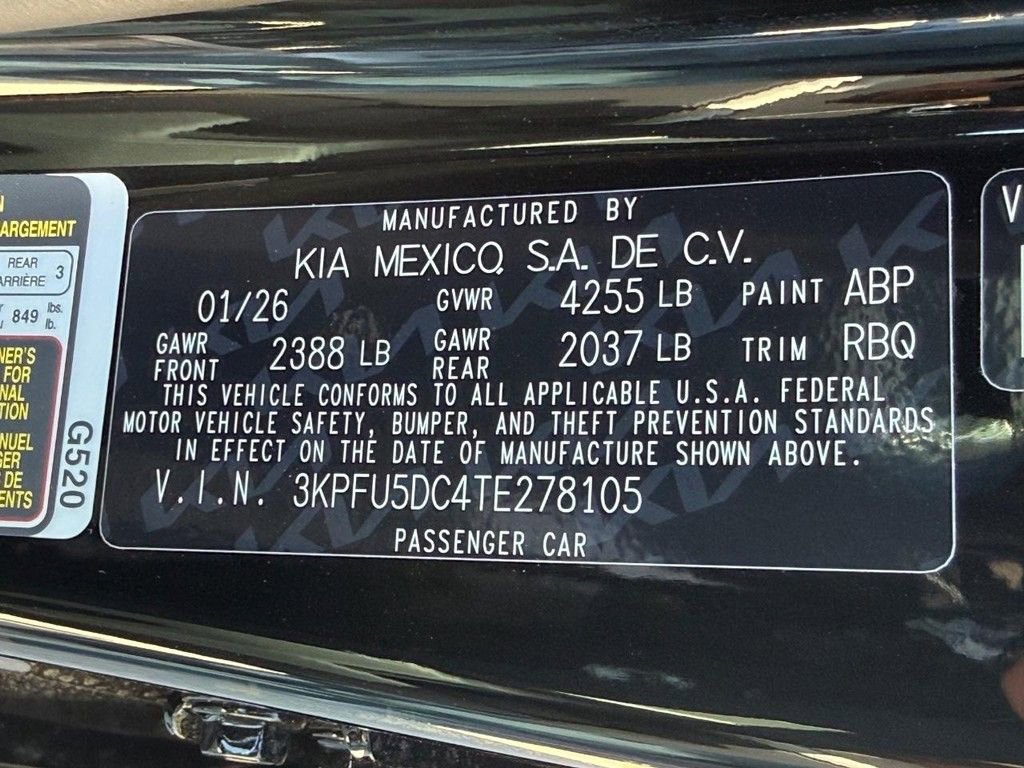 MANUFACTURED BY
KIA MEXICO, S.A. DE C.V.
01/26 GVWR 4255 LB PAINT ABP
GAWR FRONT 2388 LB GAWR REAR 2037 LB TRIM RBQ
THIS VEHICLE CONFORMS TO ALL APPLICABLE U.S.A. FEDERAL
MOTOR VEHICLE SAFETY, BUMPER, AND THEFT PREVENTION STANDARDS
IN EFFECT ON THE DATE OF MANUFACTURE SHOWN ABOVE.
V.I.N. 3KPFU5DC4TE278105
PASSENGER CAR
REAR
3
849 lbs.
lb.
FOR
DE
G520